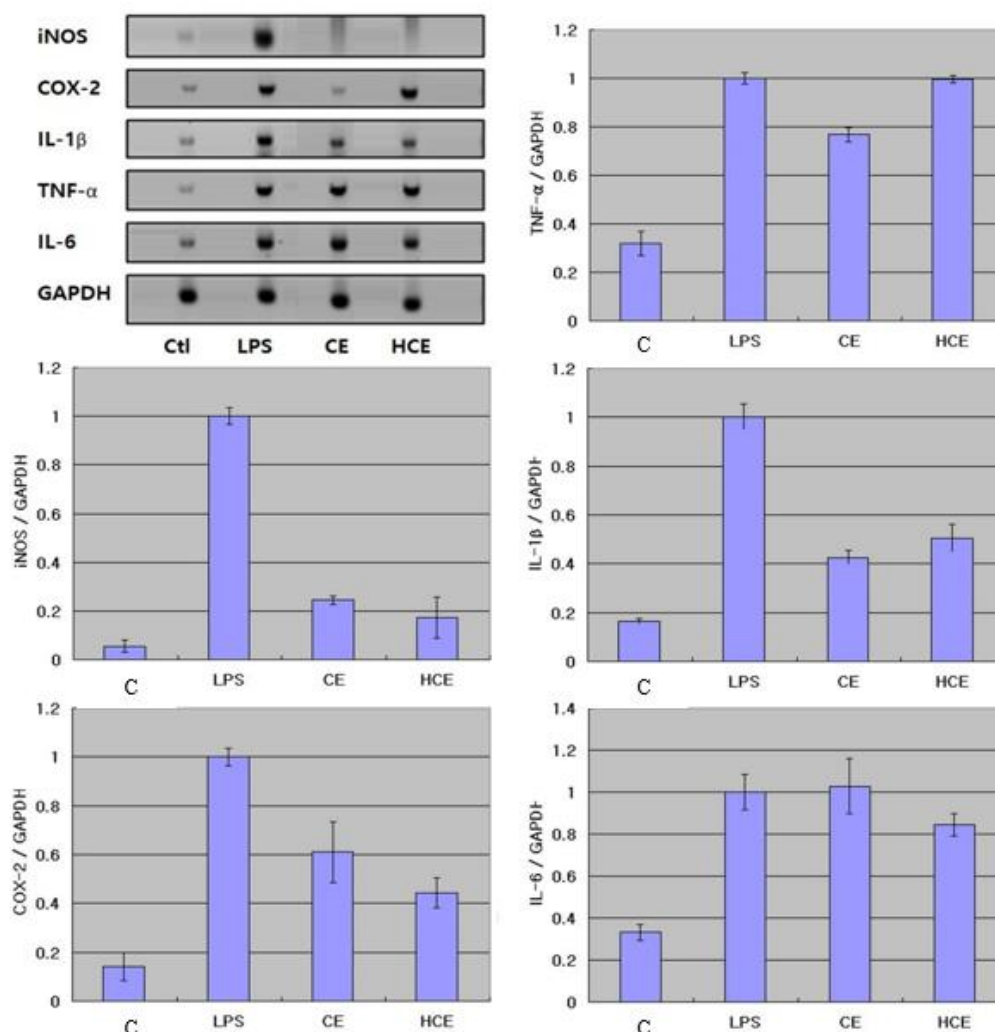 iNOS
COX-2
IL-1β
TNF-α
IL-6
GAPDH
Ctl LPS CE HCE
TNF-α / GAPDH
1.2
1
0.8
0.6
0.4
0.2
0
C LPS CE HCE
iNOS / GAPDH
1.2
1
0.8
0.6
0.4
0.2
0
C LPS CE HCE
IL-1β / GAPDH
1.2
1
0.8
0.6
0.4
0.2
0
C LPS CE HCE
COX-2 / GAPDH
1.2
1
0.8
0.6
0.4
0.2
0
C LPS CE HCE
IL-6 / GAPDH
1.4
1.2
1
0.8
0.6
0.4
0.2
0
C LPS CE HCE